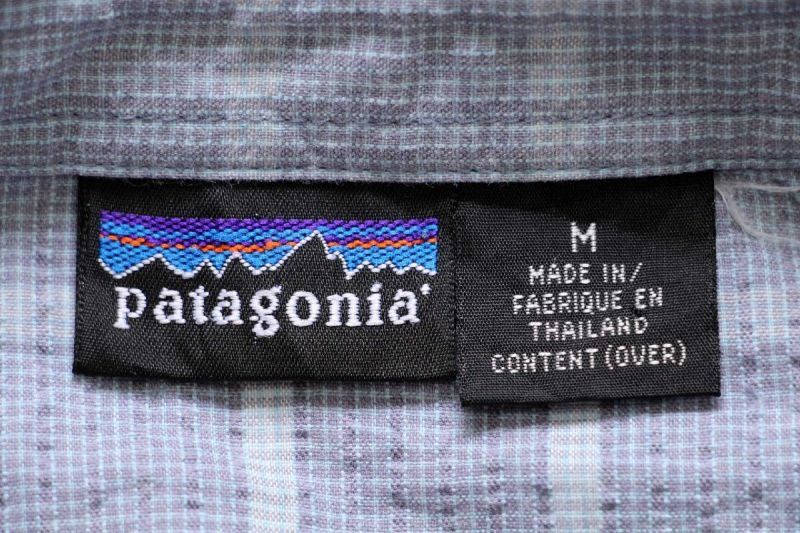 patagonia®
M
MADE IN/
FABRIQUE EN
THAILAND
CONTENT (OVER)